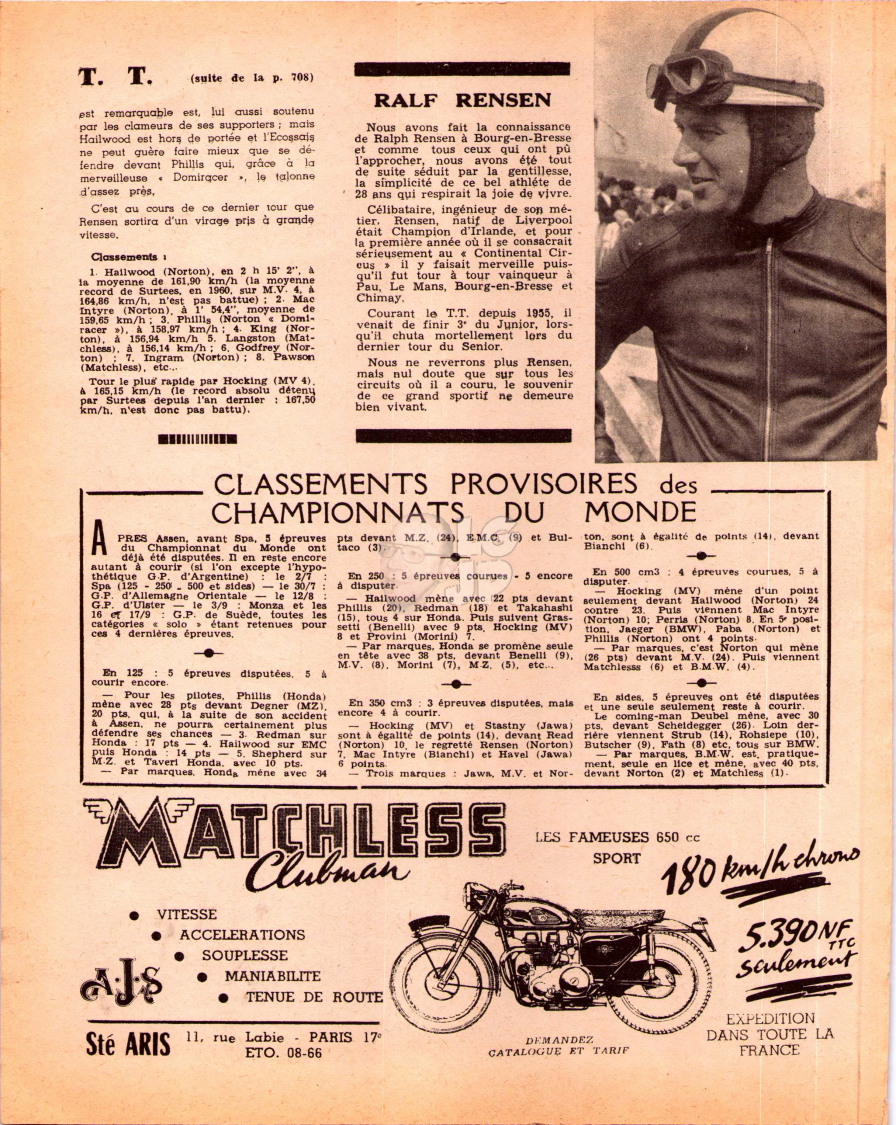 T. T. (suite de la p. 708)
est remarquable est, lui aussi soutenu
par les clameurs de ses supporters ; mais
Hailwood est hors de portée et l'Ecossais
ne peut guère faire mieux que se dé-
fendre devant Phillis qui, grâce à la
merveilleuse « Domiracer », le talonne
d'assez près.
C'est au cours de ce dernier tour que
Rensen sortira d'un virage pris à grande
vitesse.
Classements :
1. Hailwood (Norton), en 2 h 15' 2'', à
la moyenne de 161,90 km/h (la moyenne
record de Surtees, en 1960, sur M.V. 4, à
164,86 km/h, n'est pas battue) ; 2. Mac
Intyre (Norton), à 1' 54,4'', moyenne de
159,65 km/h ; 3. Phillis (Norton « Domi-
racer »), à 158,97 km/h ; 4. King (Nor-
ton), à 156,94 km/h 5. Langston (Mat-
chless), à 156,14 km/h ; 6. Godfrey (Nor-
ton) ; 7. Ingram (Norton) ; 8. Pawson
(Matchless), etc...
Tour le plus rapide par Hocking (MV 4),
à 165,15 km/h (le record absolu détenu
par Surtees depuis l'an dernier : 167,50
km/h, n'est donc pas battu).
RALF RENSEN
Nous avons fait la connaissance
de Ralph Rensen à Bourg-en-Bresse
et comme tous ceux qui ont pû
l'approcher, nous avons été tout
de suite séduit par la gentillesse,
la simplicité de ce bel athléte de
28 ans qui respirait la joie de vivre.
Célibataire, ingénieur de son mé-
tier, Rensen, natif de Liverpool
était Champion d'Irlande, et pour
la première année où il se consacrait
sérieusement au « Continental Cir-
cus » il y faisait merveille puis-
qu'il fut tour à tour vainqueur à
Pau, Le Mans, Bourg-en-Bresse et
Chimay.
Courant le T.T. depuis 1955, il
venait de finir 3e du Junior, lors-
qu'il chuta mortellement lors du
dernier tour du Senior.
Nous ne reverrons plus Rensen,
mais nul doute que sur tous les
circuits où il a couru, le souvenir
de ce grand sportif ne demeure
bien vivant.
CLASSEMENTS PROVISOIRES des
CHAMPIONNATS DU MONDE
APRES Assen, avant Spa, 5 épreuves
du Championnat du Monde ont
déjà été disputées. Il en reste encore
autant à courir (si l'on excepte l'hypo-
thétique G.P. d'Argentine) : le 2/7 :
Spa (125 - 250 - 500 et sides) — le 30/7 :
G.P. d'Allemagne Orientale — le 12/8 :
G.P. d'Ulster — le 3/9 : Monza et les
16 et 17/9 : G.P. de Suède, toutes les
catégories « solo » étant retenues pour
ces 4 dernières épreuves.
En 125 : 5 épreuves disputées, 5 à
courir encore.
— Pour les pilotes, Phillis (Honda)
mène avec 28 pts devant Degner (MZ),
20 pts, qui, à la suite de son accident
à Assen, ne pourra certainement plus
défendre ses chances — 3. Redman sur
Honda : 17 pts — 4. Hailwood sur EMC
puis Honda : 14 pts — 5. Shepherd sur
M.Z. et Taveri Honda, avec 10 pts.
— Par marques, Honda méne avec 34
pts devant M.Z. (24), E.M.C. (9) et Bul-
taco (3).
En 250 : 5 épreuves courues - 5 encore
à disputer.
— Hailwood mène avec 22 pts devant
Phillis (20), Redman (18) et Takahashi
(15), tous 4 sur Honda. Puis suivent Gras-
setti (Benelli) avec 9 pts, Hocking (MV)
8 et Provini (Morini) 7.
— Par marques, Honda se promène seule
en tête avec 38 pts, devant Benelli (9),
M.V. (8), Morini (7), M.Z. (5), etc...
En 350 cm3 : 3 épreuves disputées, mais
encore 4 à courir.
— Hocking (MV) et Stastny (Jawa)
sont à égalité de points (14), devant Read
(Norton) 10, le regretté Rensen (Norton)
7, Mac Intyre (Bianchi) et Havel (Jawa)
6 points.
— Trois marques : Jawa, M.V. et Nor-
ton, sont à égalité de points (14), devant
Bianchi (6).
En 500 cm3 : 4 épreuves courues, 5 à
disputer.
— Hocking (MV) mène d'un point
seulement devant Hailwood (Norton) 24
contre 23. Puis viennent Mac Intyre
(Norton) 10; Perris (Norton) 8. En 5e posi-
tion, Jaeger (BMW), Paba (Norton) et
Phillis (Norton) ont 4 points.
— Par marques, c'est Norton qui mène
(26 pts) devant M.V. (24). Puis viennent
Matchlesss (6) et B.M.W. (4).
En sides, 5 épreuves ont été disputées
et une seule seulement reste à courir.
Le coming-man Deubel mène, avec 30
pts, devant Scheidegger (26). Loin der-
rière viennent Strub (14), Rohsiepe (10),
Butscher (9), Fath (8) etc, tous sur BMW.
— Par marques, B.M.W. est, pratique-
ment, seule en lice et mène, avec 40 pts,
devant Norton (2) et Matchless (1).
MATCHLESS
Clubman
LES FAMEUSES 650 cc
SPORT
180 km/h chrono
• VITESSE
• ACCELERATIONS
• SOUPLESSE
• MANIABILITE
• TENUE DE ROUTE
AJS
5.390 NF
TTC
seulement
Sté ARIS 11, rue Labie - PARIS 17e
ETO. 08-66
DEMANDEZ
CATALOGUE ET TARIF
EXPEDITION
DANS TOUTE LA
FRANCE